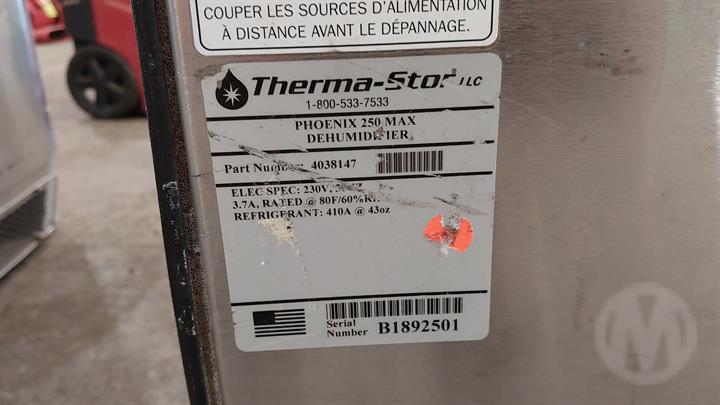 COUPER LES SOURCES D'ALIMENTATION
À DISTANCE AVANT LE DÉPANNAGE.
Therma-Stor LLC
1-800-533-7533
PHOENIX 250 MAX
DEHUMIDIFIER
Part Number: 4038147
ELEC SPEC: 230V,
3.7A, RATED @ 80F/60%
REFRIGERANT: 410A @ 43oz
Serial
Number B1892501
M